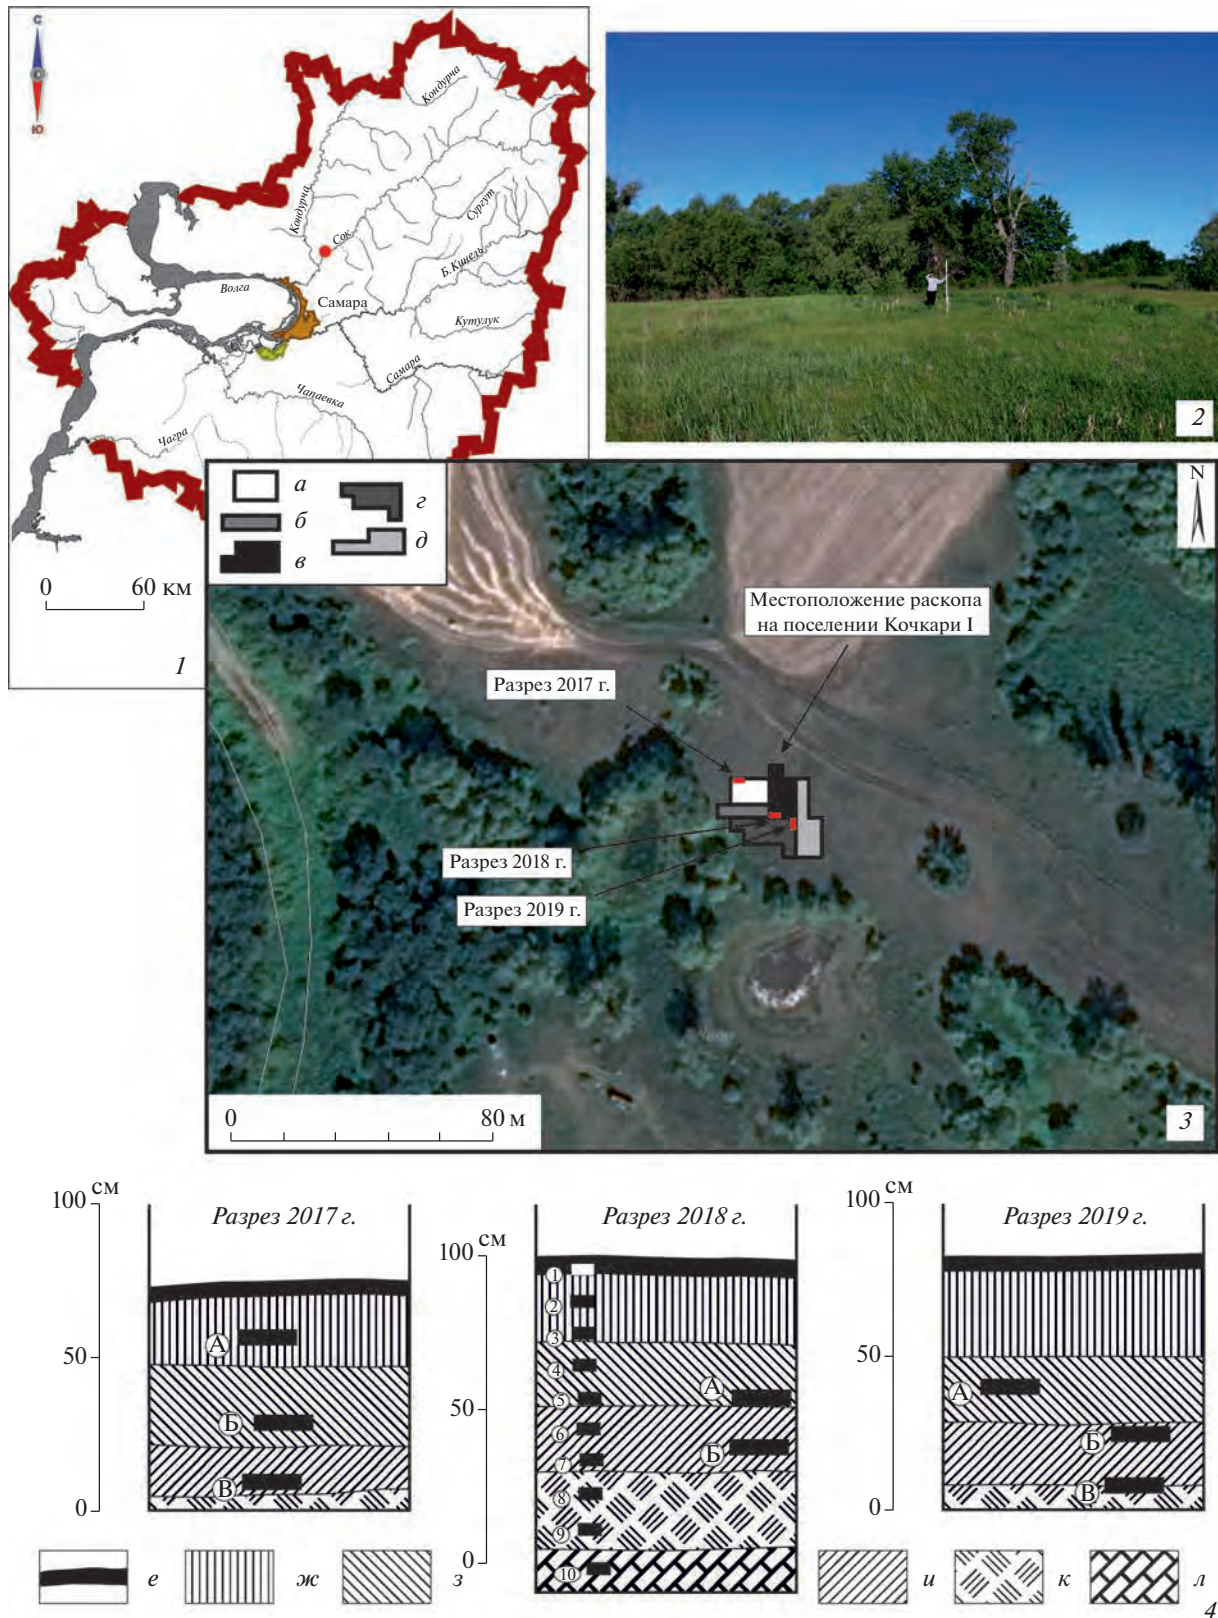 С
Ю
Кондурча
Кондурча
Сок
Сургут
Б. Кинель
Волга
Самара
Кутулук
Самара
Чапаевка
Чагра
0 60 км
1
2
а
б
в
г
д
N
Местоположение раскопа
на поселении Кочкари I
Разрез 2017 г.
Разрез 2018 г.
Разрез 2019 г.
0 80 м
3
100 см
50
0
Разрез 2017 г.
А
Б
В
100 см
50
0
Разрез 2018 г.
1
2
3
4
5
6
7
8
9
10
А
Б
100 см
50
0
Разрез 2019 г.
А
Б
В
е
ж
з
и
к
л
4